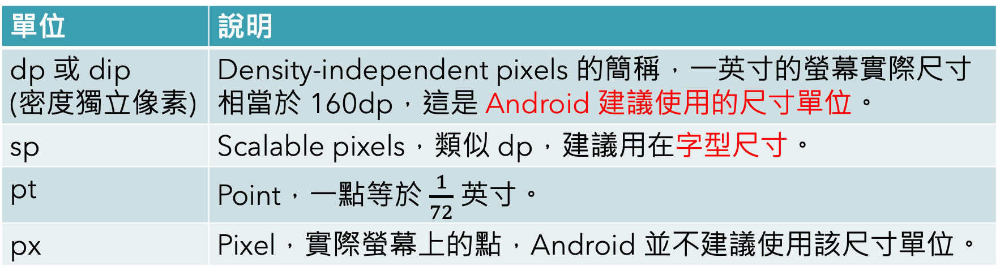 單位 說明
dp 或 dip
(密度獨立像素)
Density-independent pixels 的簡稱，一英寸的螢幕實際尺寸
相當於 160dp，這是 Android 建議使用的尺寸單位。
sp
Scalable pixels，類似 dp，建議用在字型尺寸。
pt
Point，一點等於 1/72 英寸。
px
Pixel，實際螢幕上的點，Android 並不建議使用該尺寸單位。